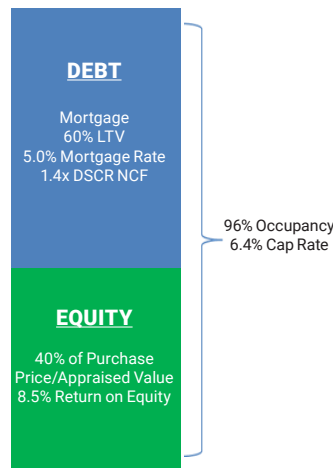 DEBT
Mortgage
60% LTV
5.0% Mortgage Rate
1.4x DSCR NCF
96% Occupancy
6.4% Cap Rate
EQUITY
40% of Purchase
Price/Appraised Value
8.5% Return on Equity